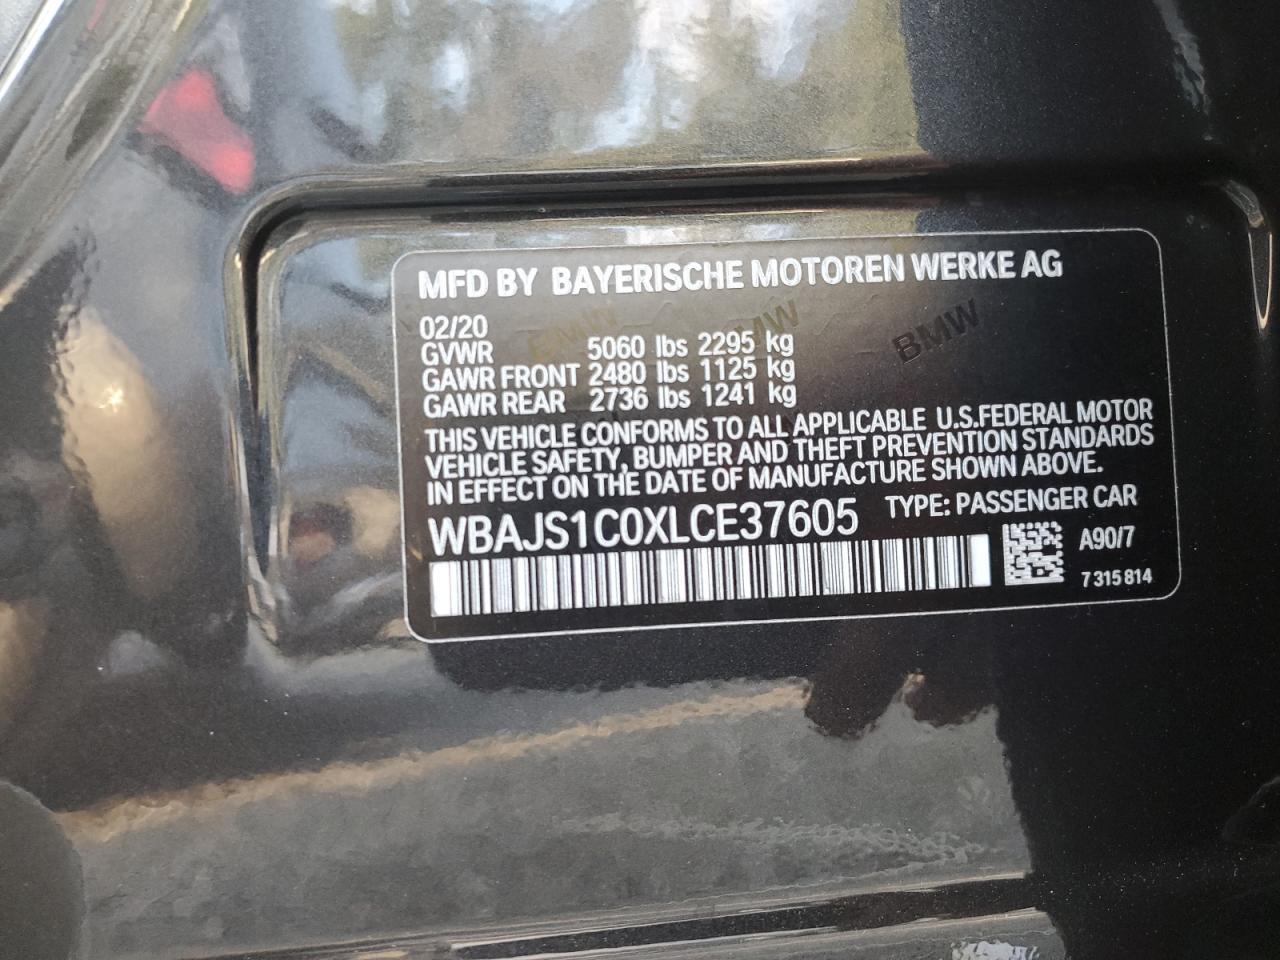 MFD BY BAYERISCHE MOTOREN WERKE AG
02/20
GVWR 5060 lbs 2295 kg
GAWR FRONT 2480 lbs 1125 kg
GAWR REAR 2736 lbs 1241 kg
THIS VEHICLE CONFORMS TO ALL APPLICABLE U.S.FEDERAL MOTOR
VEHICLE SAFETY, BUMPER AND THEFT PREVENTION STANDARDS
IN EFFECT ON THE DATE OF MANUFACTURE SHOWN ABOVE.
WBAJS1C0XLCE37605 TYPE: PASSENGER CAR
A90/7
7 315 814
BMW
BMW
BMW